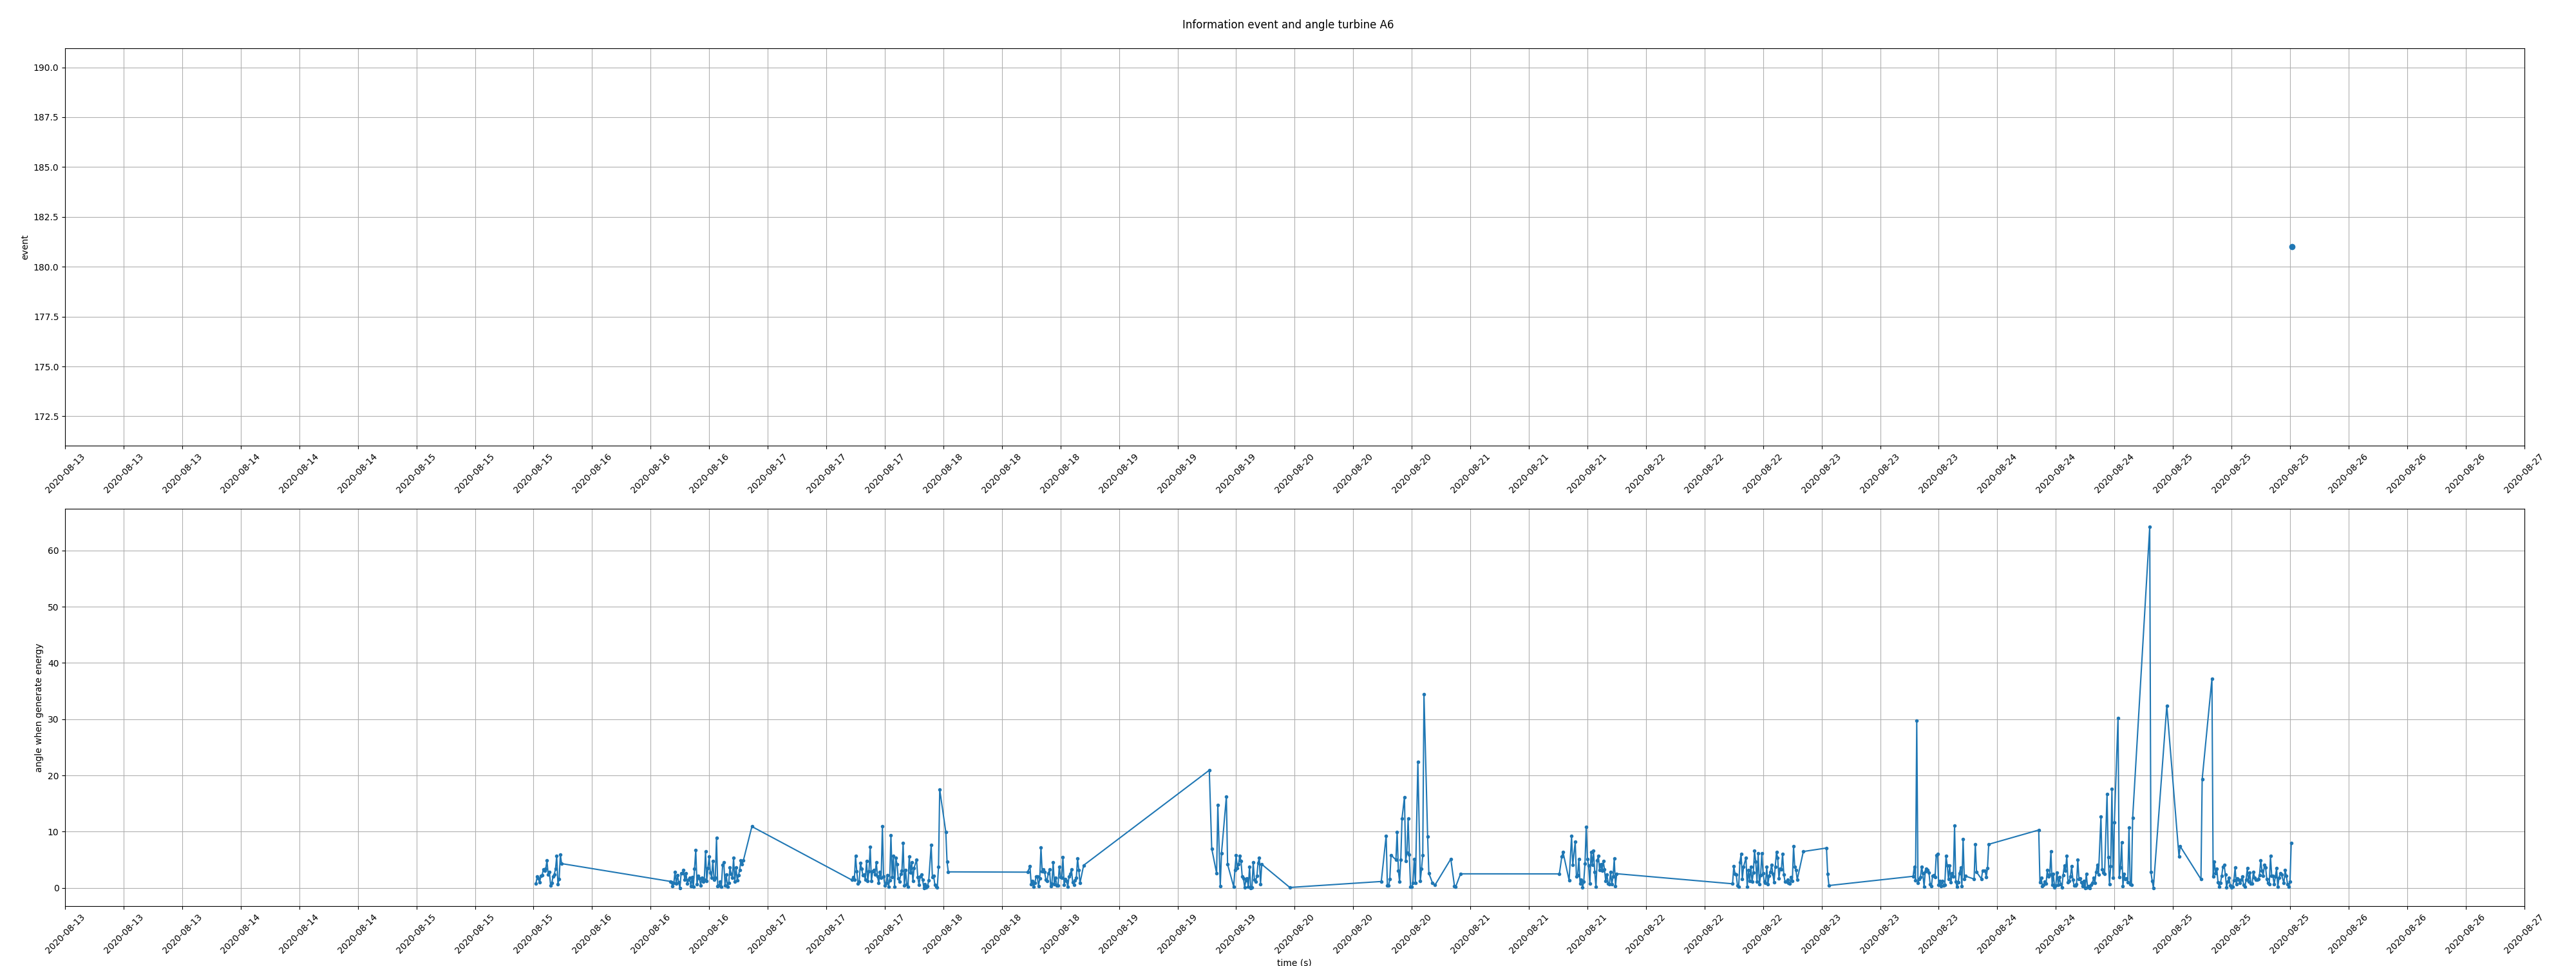 Information event and angle turbine A6
190.0
187.5
185.0
182.5
180.0
177.5
175.0
172.5
event
2020-08-13 2020-08-13 2020-08-13 2020-08-14 2020-08-14 2020-08-14 2020-08-15 2020-08-15 2020-08-15 2020-08-16 2020-08-16 2020-08-16 2020-08-17 2020-08-17 2020-08-17 2020-08-18 2020-08-18 2020-08-18 2020-08-19 2020-08-19 2020-08-19 2020-08-20 2020-08-20 2020-08-20 2020-08-21 2020-08-21 2020-08-21 2020-08-22 2020-08-22 2020-08-22 2020-08-23 2020-08-23 2020-08-23 2020-08-24 2020-08-24 2020-08-24 2020-08-25 2020-08-25 2020-08-25 2020-08-26 2020-08-26 2020-08-26 2020-08-27
60
50
40
30
20
10
0
angle when generate energy
2020-08-13 2020-08-13 2020-08-13 2020-08-14 2020-08-14 2020-08-14 2020-08-15 2020-08-15 2020-08-15 2020-08-16 2020-08-16 2020-08-16 2020-08-17 2020-08-17 2020-08-17 2020-08-18 2020-08-18 2020-08-18 2020-08-19 2020-08-19 2020-08-19 2020-08-20 2020-08-20 2020-08-20 2020-08-21 2020-08-21 2020-08-21 2020-08-22 2020-08-22 2020-08-22 2020-08-23 2020-08-23 2020-08-23 2020-08-24 2020-08-24 2020-08-24 2020-08-25 2020-08-25 2020-08-25 2020-08-26 2020-08-26 2020-08-26 2020-08-27
time (s)